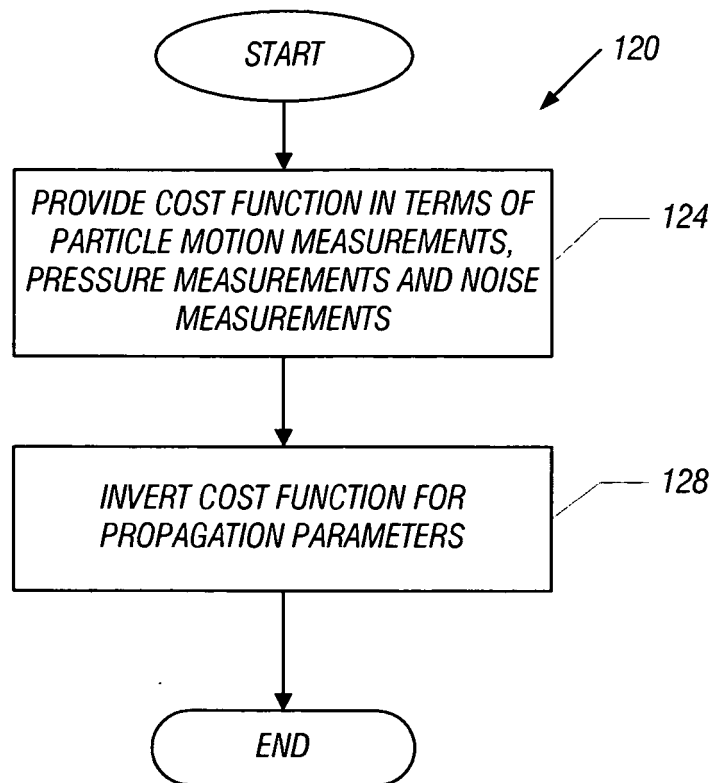 START
120
PROVIDE COST FUNCTION IN TERMS OF
PARTICLE MOTION MEASUREMENTS,
PRESSURE MEASUREMENTS AND NOISE
MEASUREMENTS
124
INVERT COST FUNCTION FOR
PROPAGATION PARAMETERS
128
END